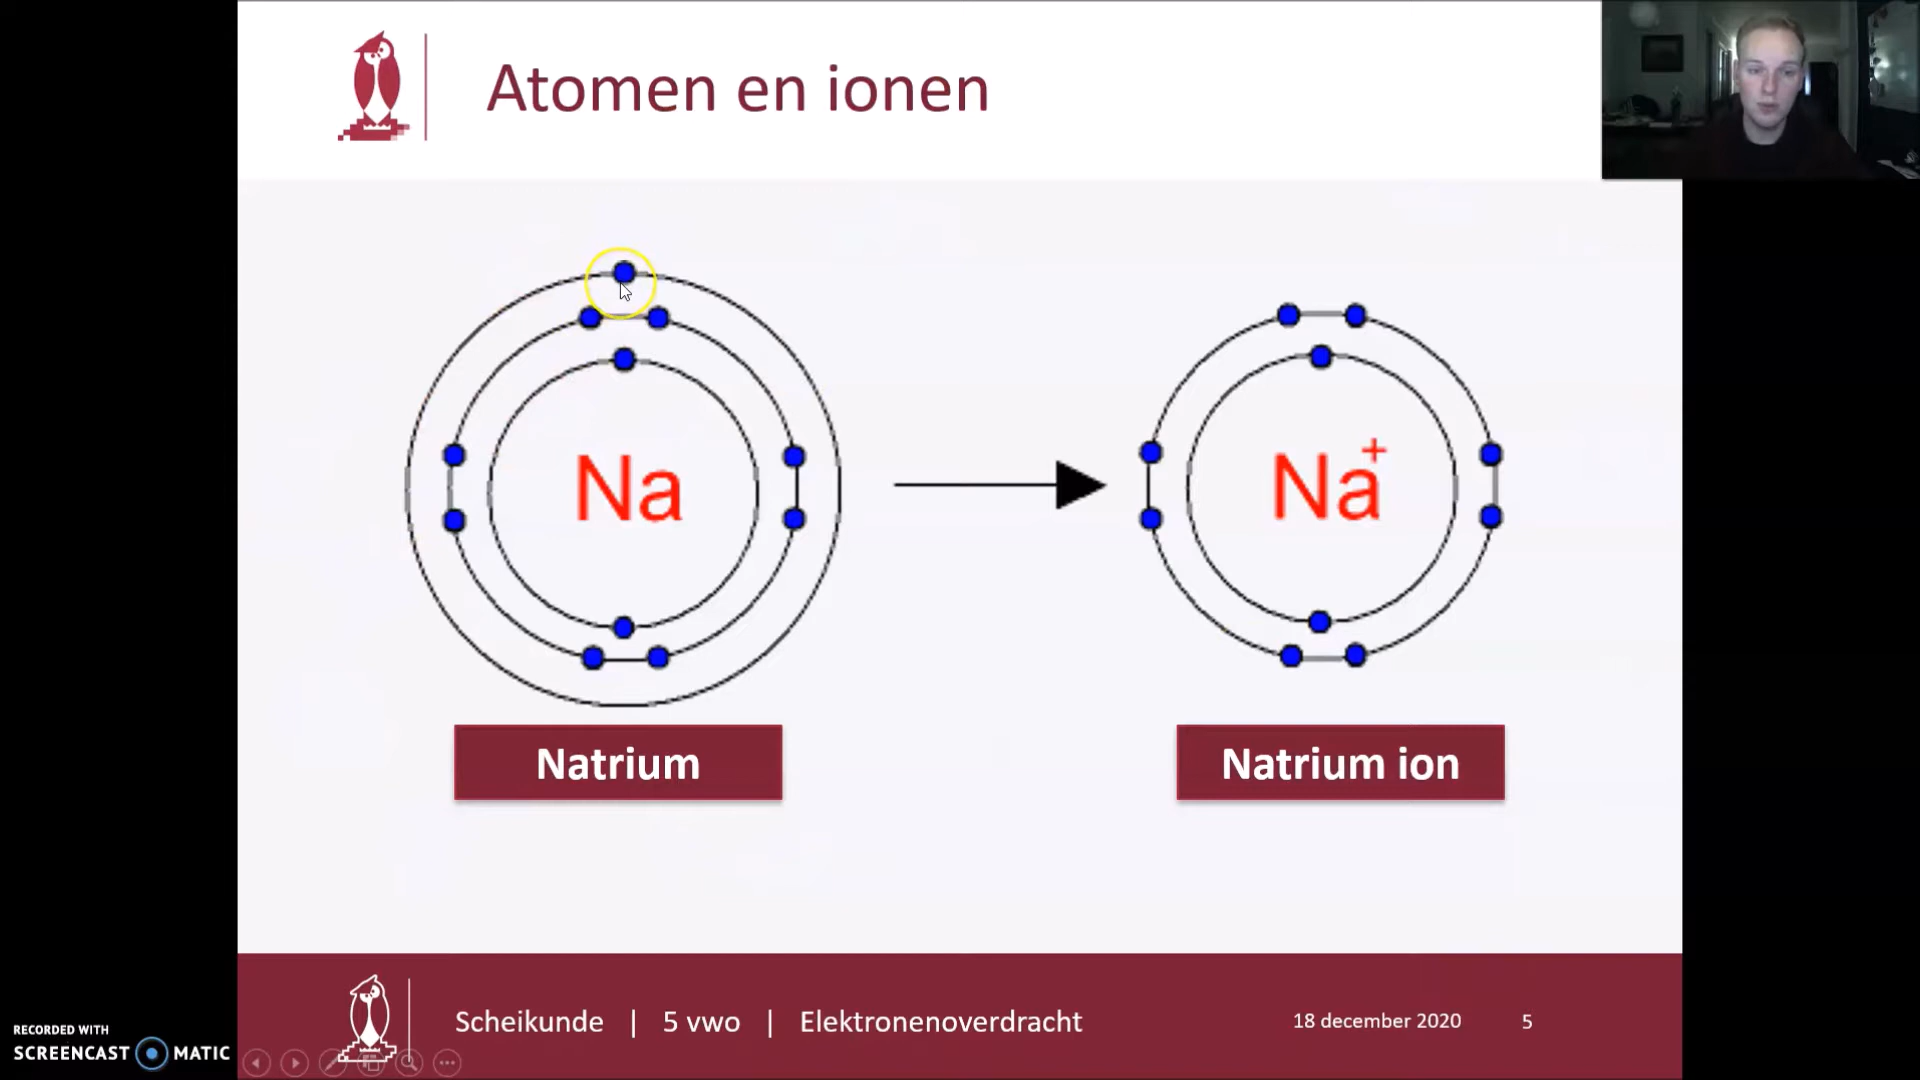 Atomen en ionen
Na
Na+
Natrium
Natrium ion
Scheikunde | 5 vwo | Elektronenoverdracht
18 december 2020
5
RECORDED WITH
SCREENCAST MATIC